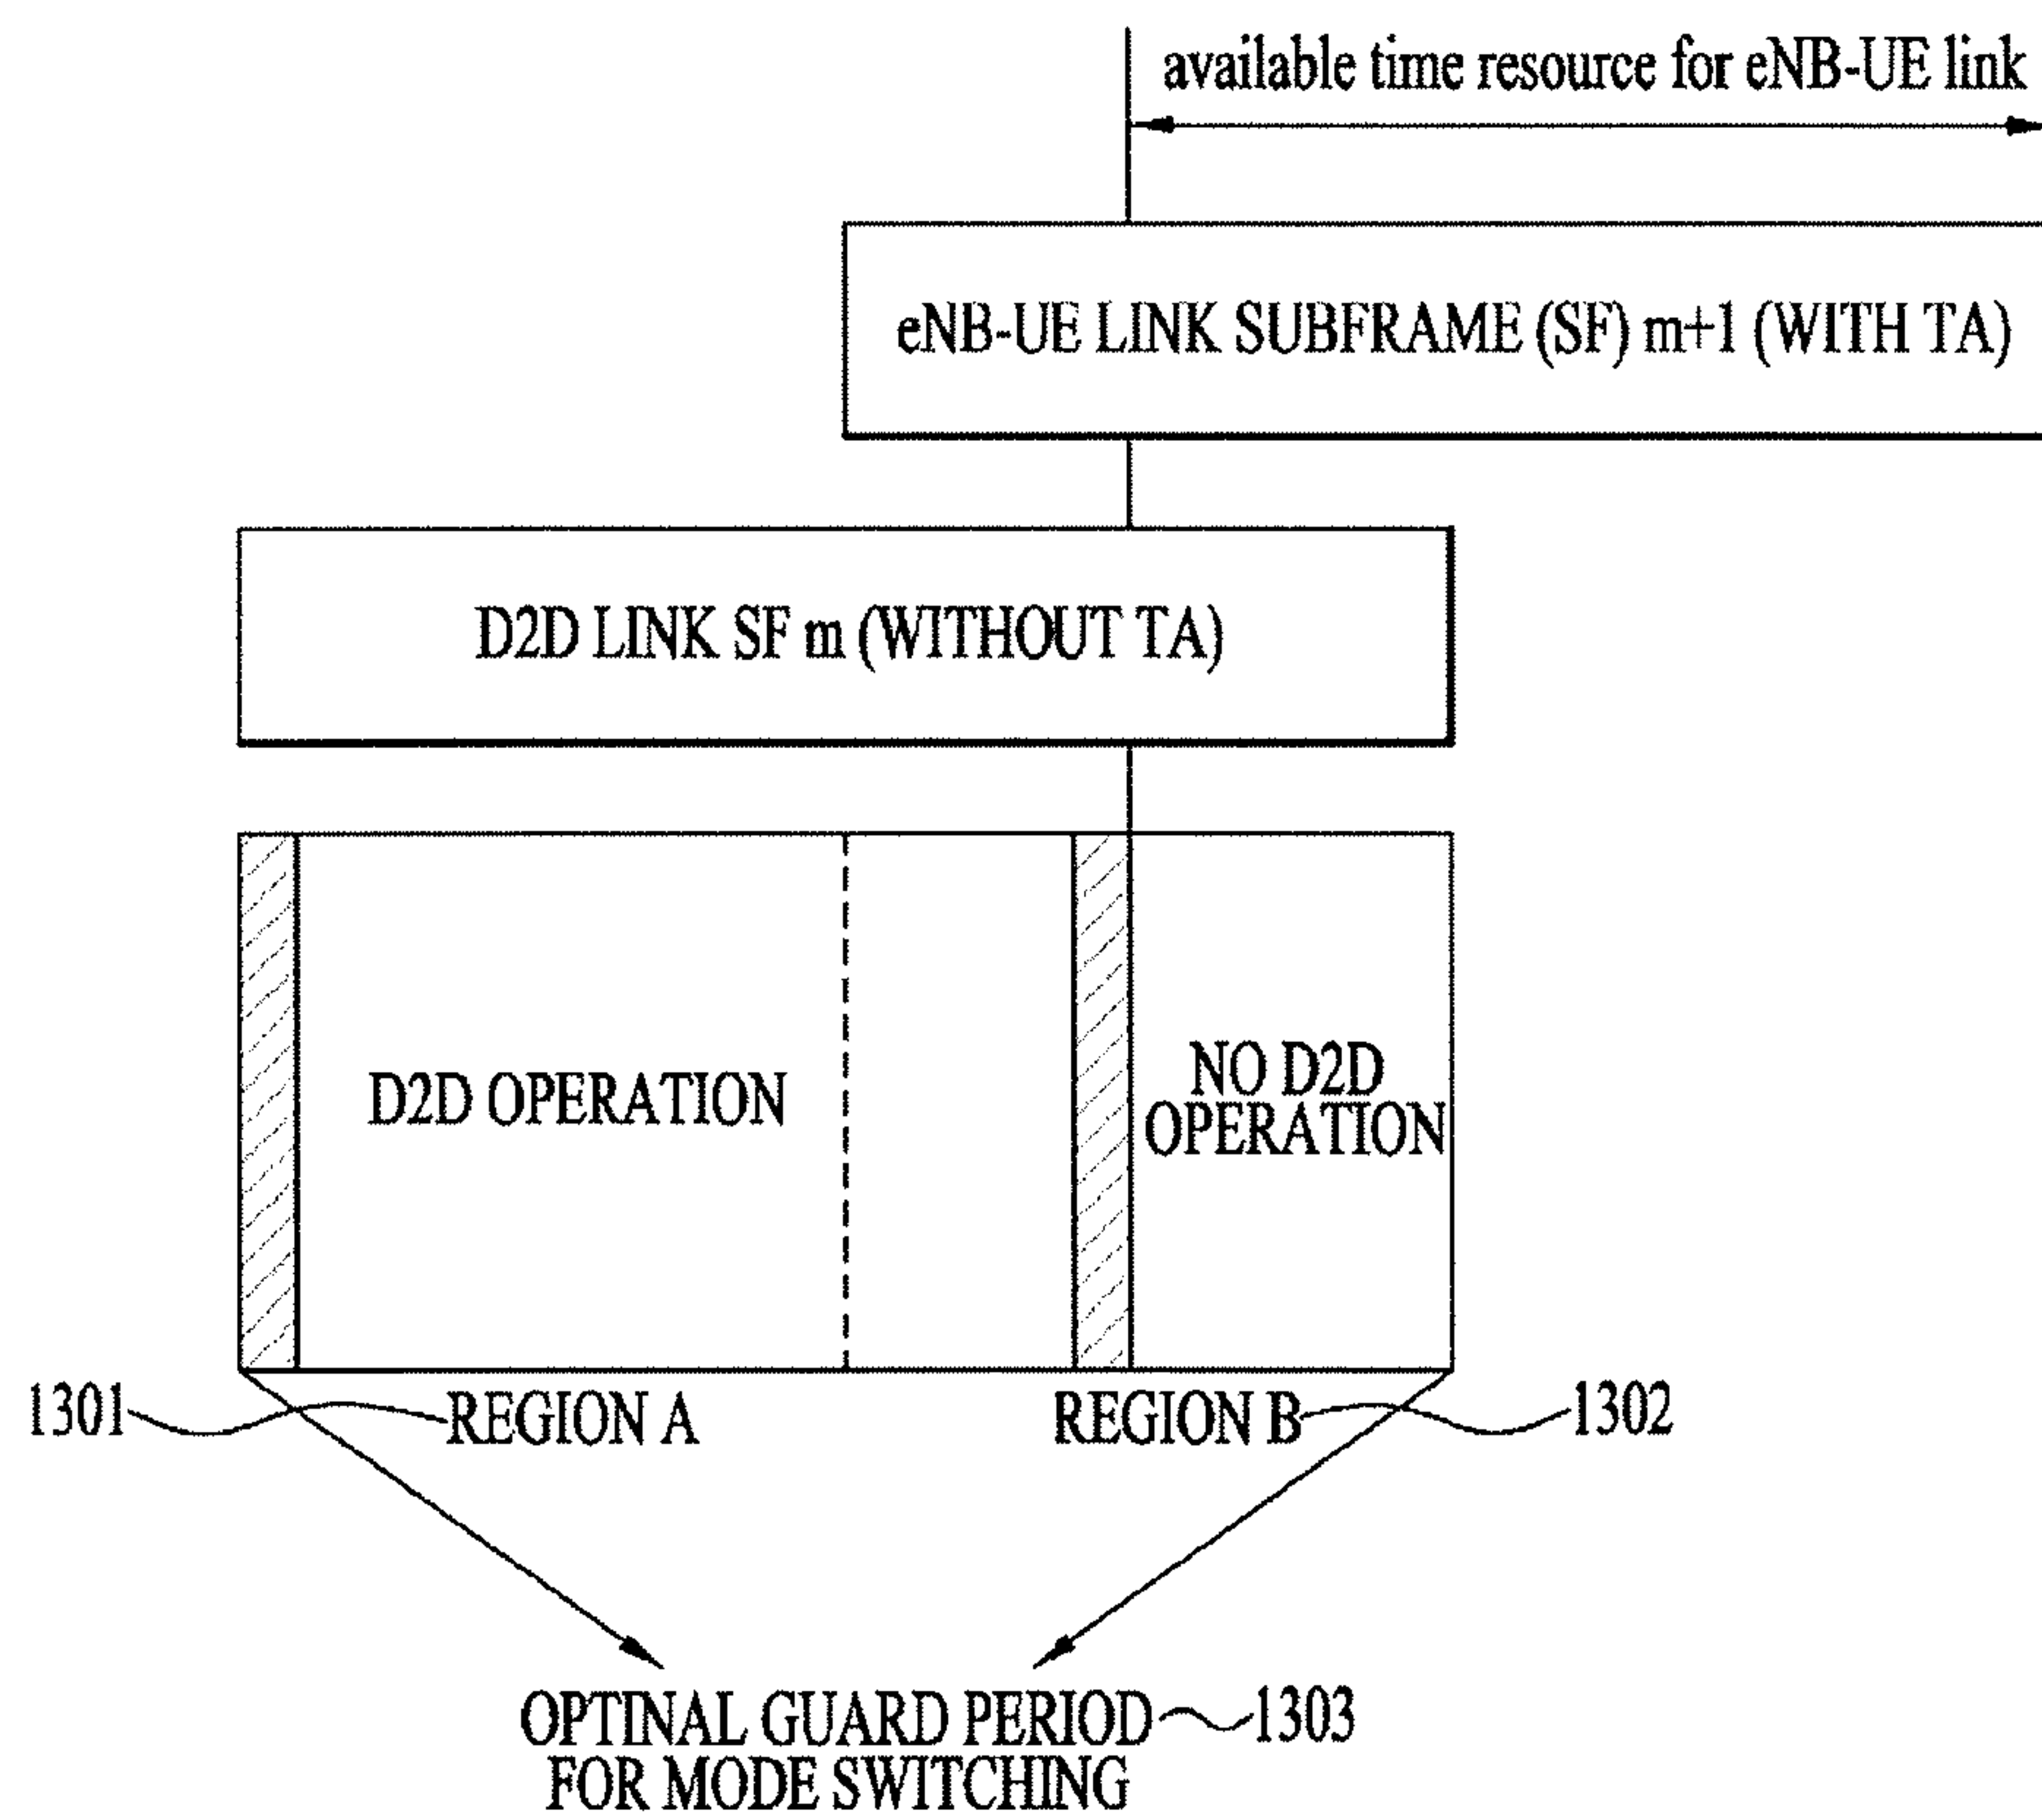 available time resource for eNB-UE link
eNB-UE LINK SUBFRAME (SF) m+1 (WITH TA)
D2D LINK SF m (WITHOUT TA)
D2D OPERATION
NO D2D
OPERATION
1301
REGION A
REGION B
1302
OPTINAL GUARD PERIOD
FOR MODE SWITCHING
1303